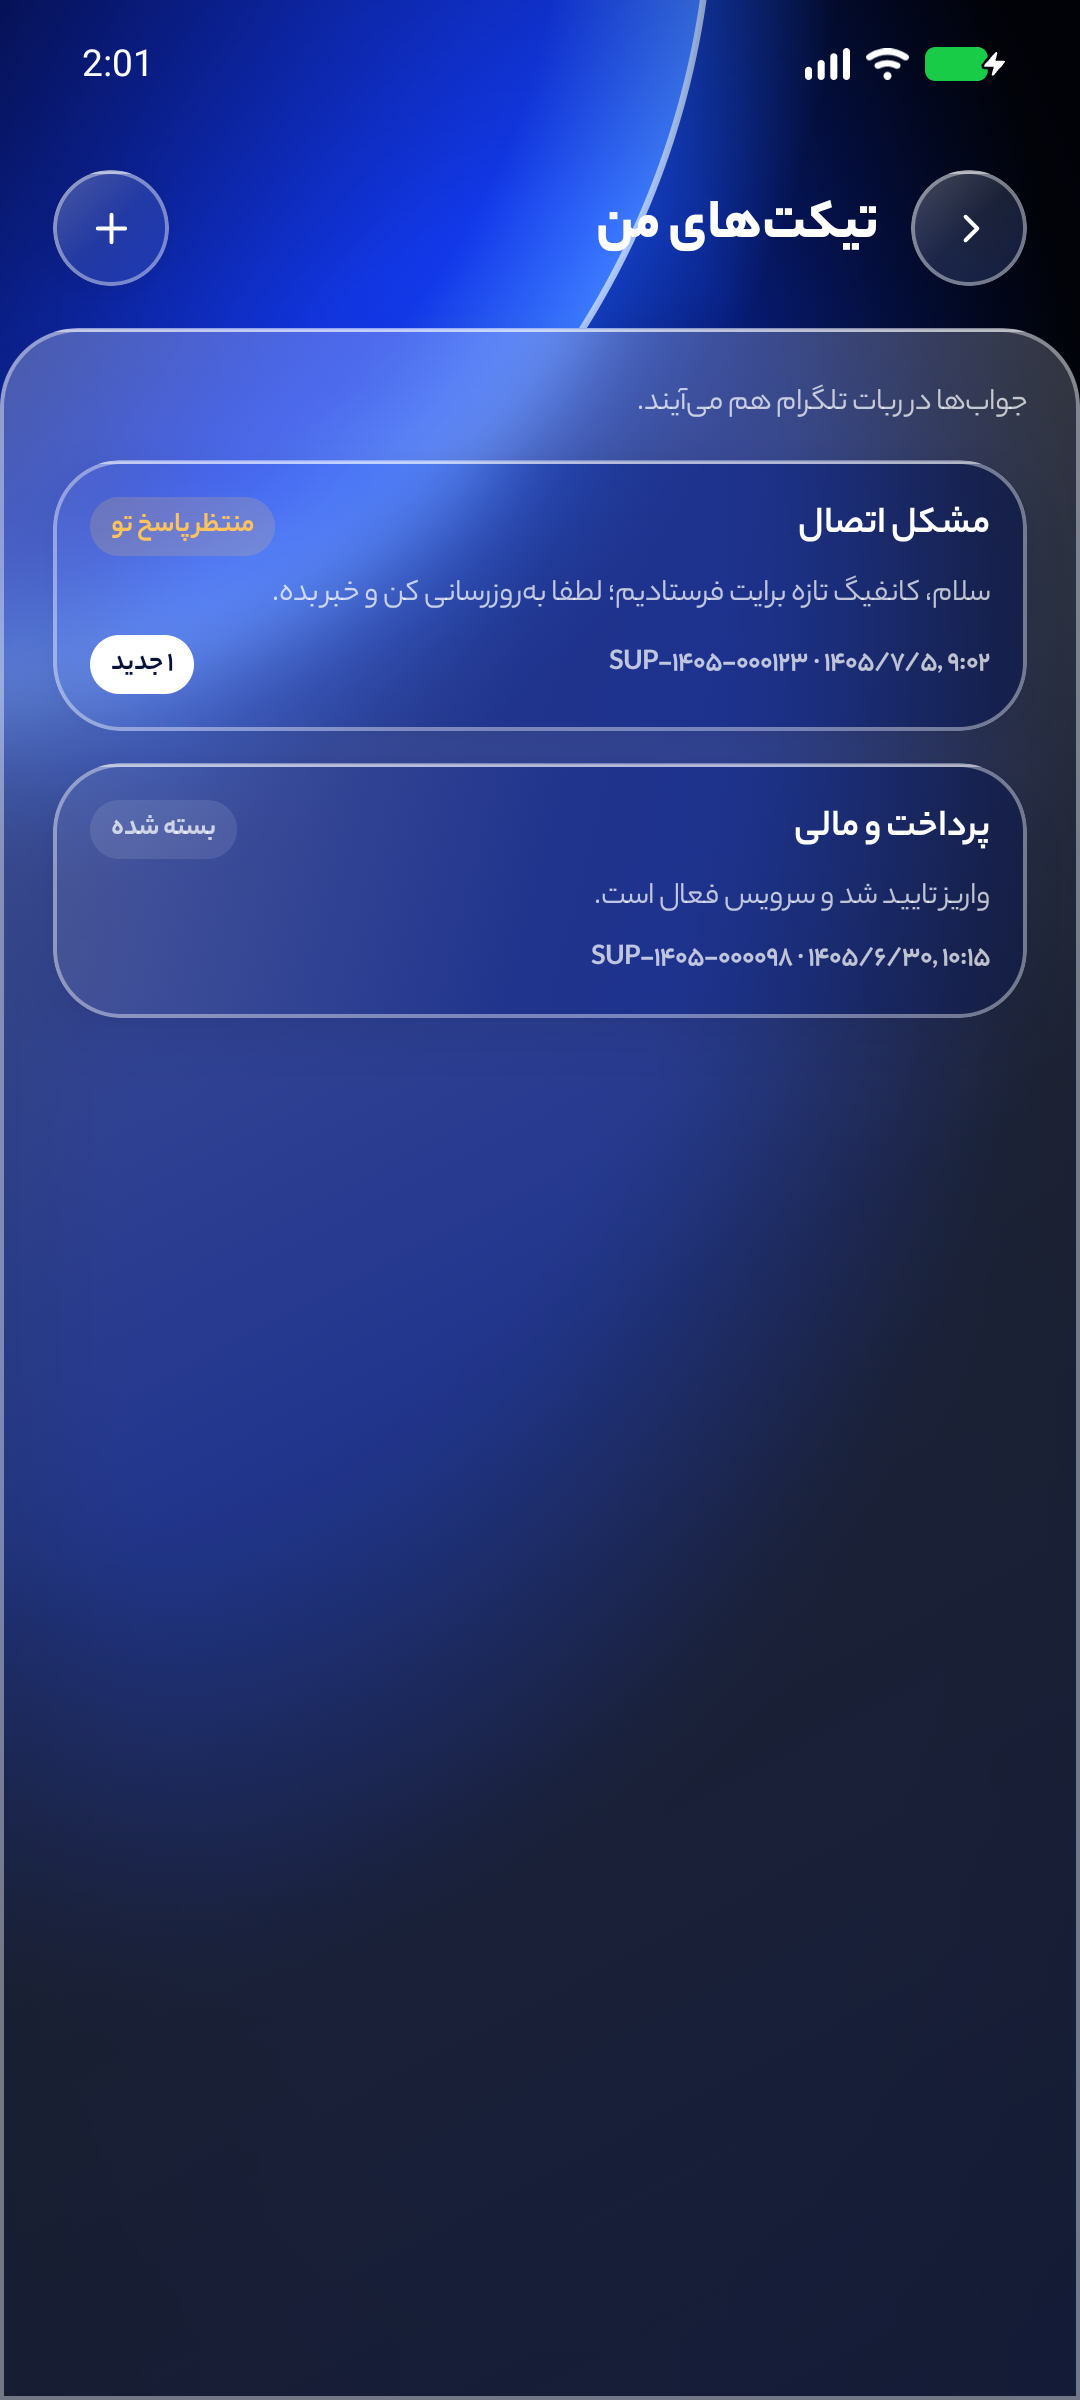 2:01
تیکت‌های من
جواب‌ها در ربات تلگرام هم می‌آیند.
مشکل اتصال
منتظر پاسخ تو
سلام، کانفیگ تازه برایت فرستادیم؛ لطفا به‌روزرسانی کن و خبر بده.
SUP-۱۴۰۵-۰۰۰۱۲۳ · ۱۴۰۵/۷/۵, ۹:۰۲
۱ جدید
پرداخت و مالی
بسته شده
واریز تایید شد و سرویس فعال است.
SUP-۱۴۰۵-۰۰۰۰۹۸ · ۱۴۰۵/۶/۳۰, ۱۰:۱۵